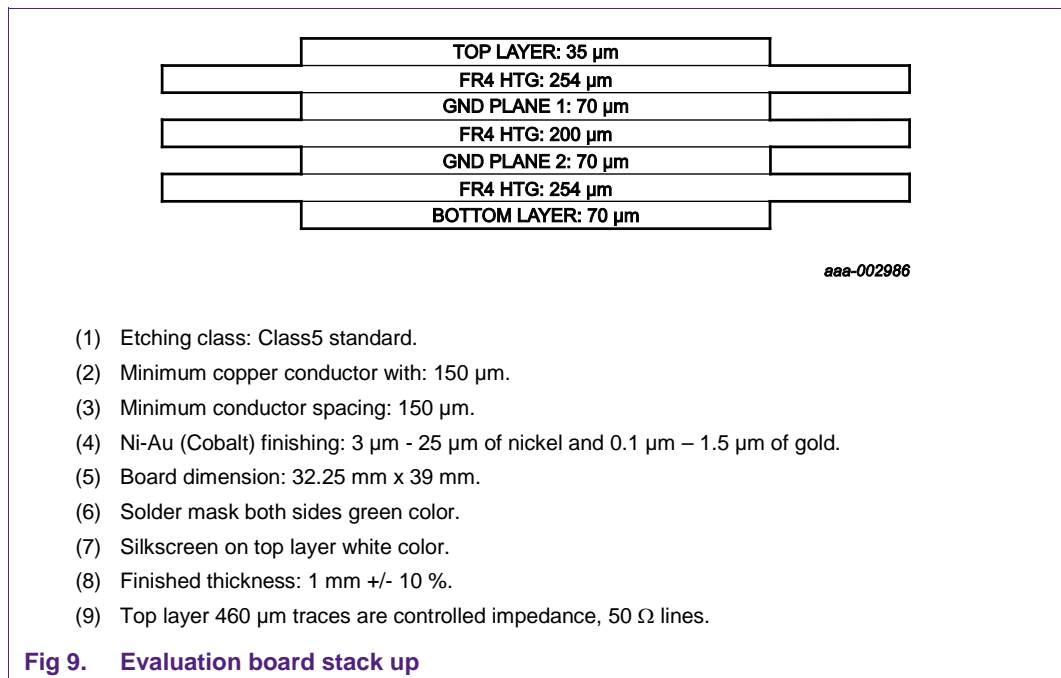 TOP LAYER: 35 µm
FR4 HTG: 254 µm
GND PLANE 1: 70 µm
FR4 HTG: 200 µm
GND PLANE 2: 70 µm
FR4 HTG: 254 µm
BOTTOM LAYER: 70 µm
aaa-002986
(1) Etching class: Class5 standard.
(2) Minimum copper conductor with: 150 µm.
(3) Minimum conductor spacing: 150 µm.
(4) Ni-Au (Cobalt) finishing: 3 µm - 25 µm of nickel and 0.1 µm – 1.5 µm of gold.
(5) Board dimension: 32.25 mm x 39 mm.
(6) Solder mask both sides green color.
(7) Silkscreen on top layer white color.
(8) Finished thickness: 1 mm +/- 10 %.
(9) Top layer 460 µm traces are controlled impedance, 50 Ω lines.
Fig 9. Evaluation board stack up